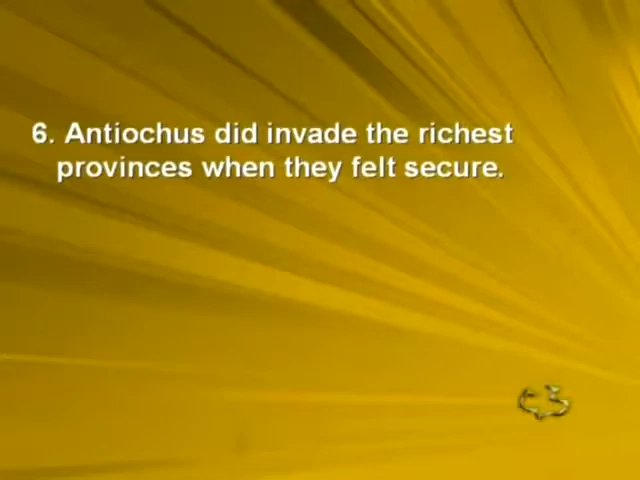 6. Antiochus did invade the richest
provinces when they felt secure.